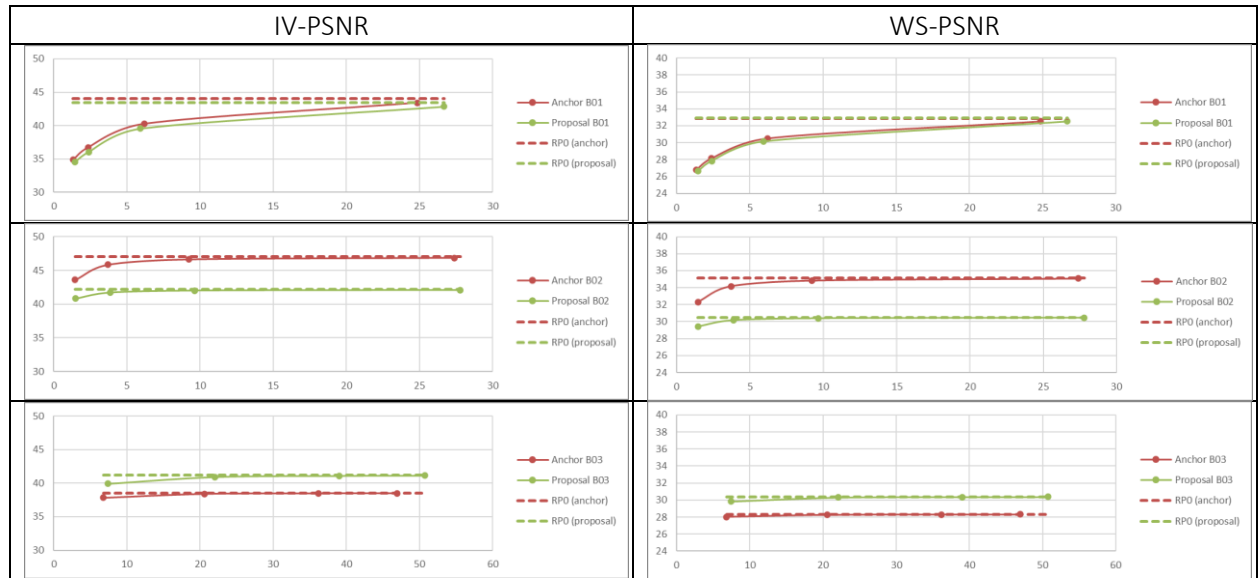 IV-PSNR
WS-PSNR
50
45
40
35
30
0 5 10 15 20 25 30
Anchor B01
Proposal B01
RP0 (anchor)
RP0 (proposal)
40
38
36
34
32
30
28
26
24
0 5 10 15 20 25 30
Anchor B01
Proposal B01
RP0 (anchor)
RP0 (proposal)
50
45
40
35
30
0 5 10 15 20 25 30
Anchor B02
Proposal B02
RP0 (anchor)
RP0 (proposal)
40
38
36
34
32
30
28
26
24
0 5 10 15 20 25 30
Anchor B02
Proposal B02
RP0 (anchor)
RP0 (proposal)
50
45
40
35
30
0 10 20 30 40 50 60
Anchor B03
Proposal B03
RP0 (anchor)
RP0 (proposal)
40
38
36
34
32
30
28
26
24
0 10 20 30 40 50 60
Anchor B03
Proposal B03
RP0 (anchor)
RP0 (proposal)